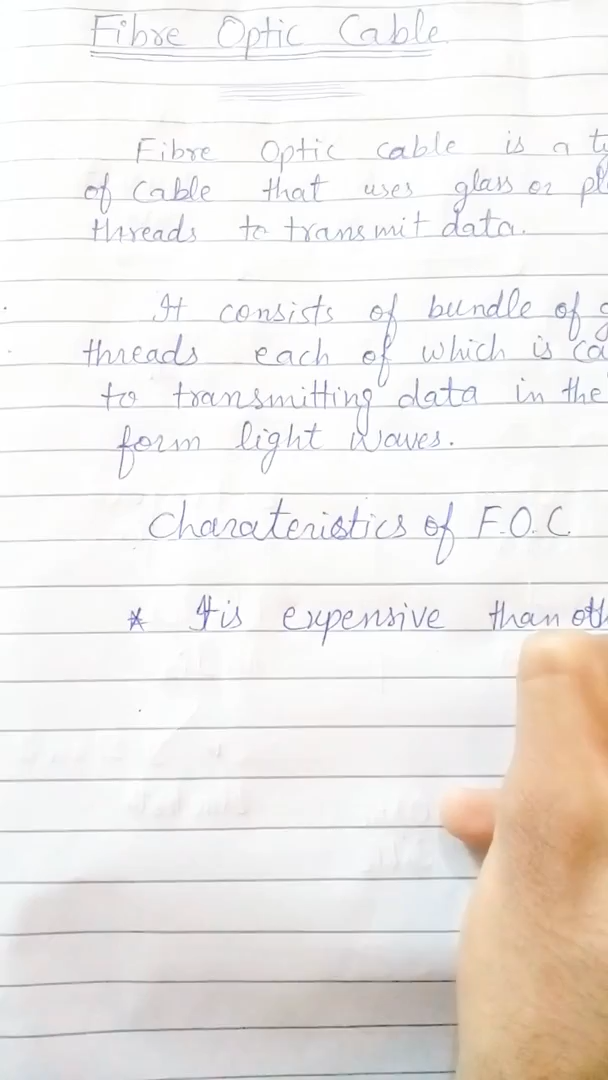 Fibre Optic Cable
Fibre Optic cable is a
of cable that uses glass or
threads to transmit data.
It consists of bundle of
threads each of which is
to transmitting data in the
form light waves.
Charateristics of F.O.C
* It is expensive than